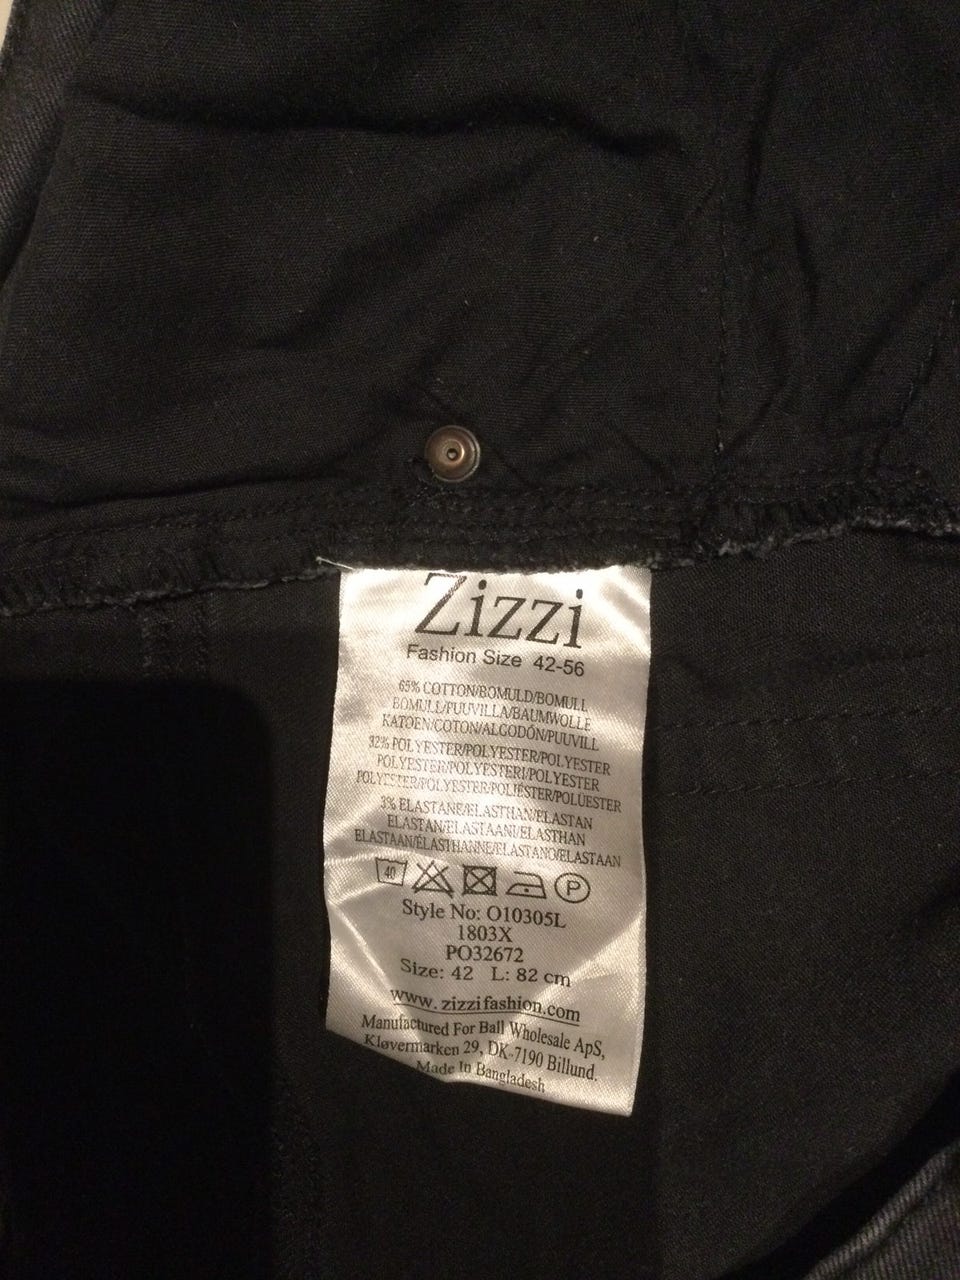 Zizzi
Fashion Size 42-56
65% COTTON/BOMULD/BOMULL
BOMULL/PUUVILLA/BAUMWOLLE
KATOEN/COTON/ALGODÓN/PUUVILL
32% POLYESTER/POLYESTER/POLYESTER
POLYESTER/POLYESTERI/POLYESTER
POLYESTER/POLYESTER/POLIÉSTER/POLÜESTER
3% ELASTANE/ELASTHAN/ELASTAN
ELASTAN/ELASTAANI/ELASTHAN
ELASTAAN/ÉLASTHANNE/ELASTANO/ELASTAAN
40 P
Style No: O10305L
1803X
PO32672
Size: 42 L: 82 cm
www.zizzifashion.com
Manufactured For Ball Wholesale ApS,
Kløvermarken 29, DK-7190 Billund.
Made In Bangladesh